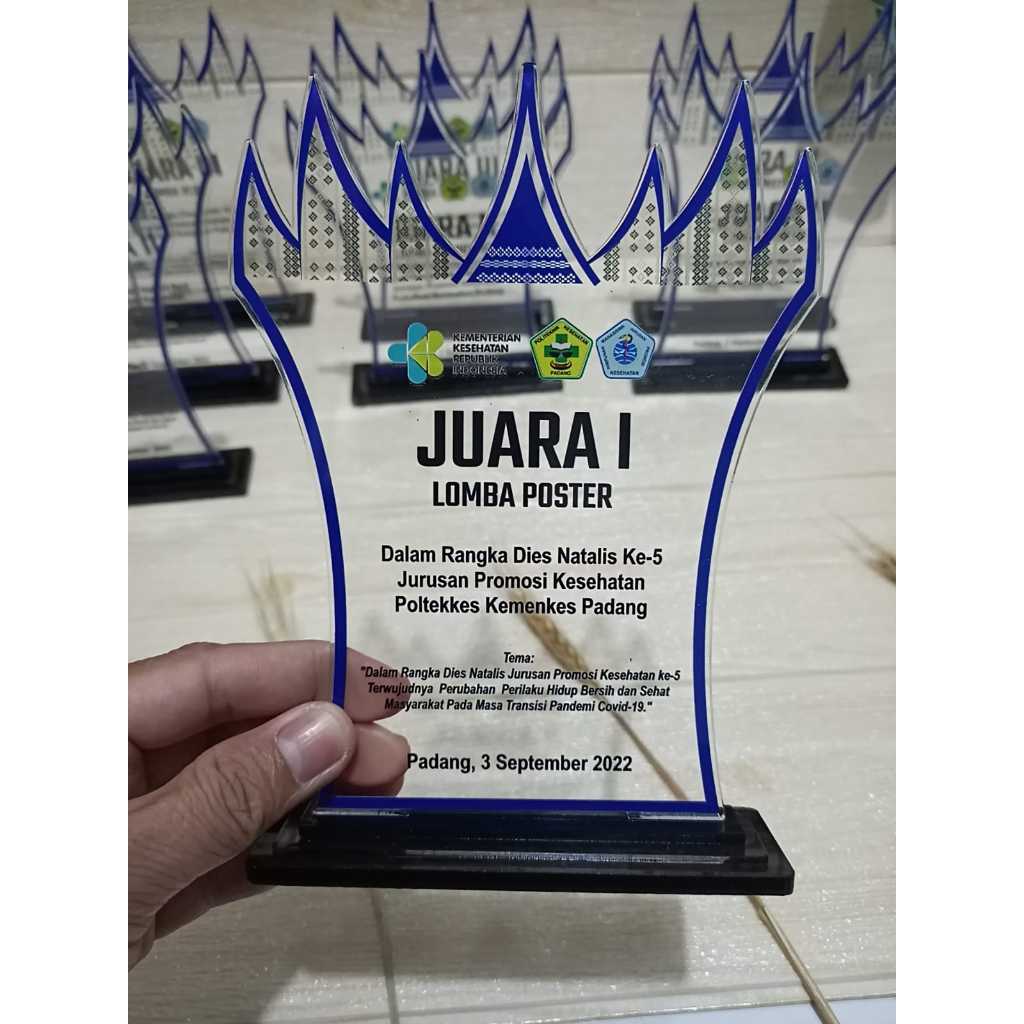 KEMENTERIAN
KESEHATAN
REPUBLIK
INDONESIA
POLTEKNIK KESEHATAN
PADANG
KESEHATAN
JUARA I
LOMBA POSTER
Dalam Rangka Dies Natalis Ke-5
Jurusan Promosi Kesehatan
Poltekkes Kemenkes Padang
Tema:
"Dalam Rangka Dies Natalis Jurusan Promosi Kesehatan ke-5
Terwujudnya Perubahan Perilaku Hidup Bersih dan Sehat
Masyarakat Pada Masa Transisi Pandemi Covid-19."
Padang, 3 September 2022